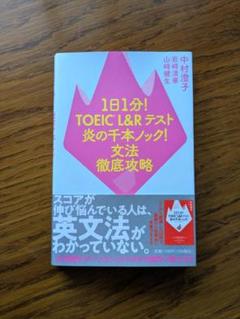 中村澄子
岩崎清華
山崎健生
1日1分!
TOEIC L&Rテスト
炎の千本ノック!
文法
徹底攻略
スコアが
伸び悩んでいる人は、
英文法が
わかっていない。